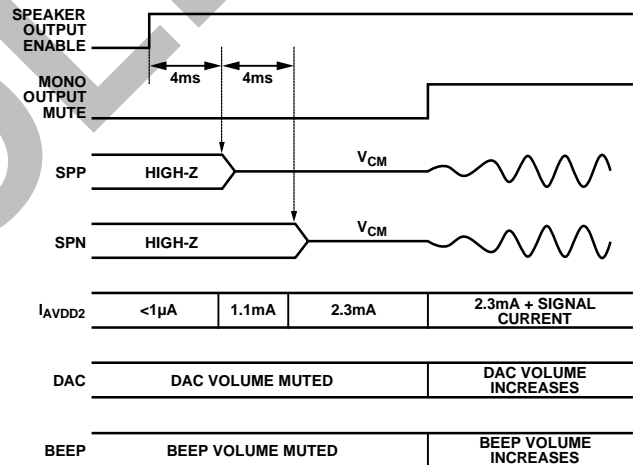 SPEAKER
OUTPUT
ENABLE
4ms 4ms
MONO
OUTPUT
MUTE
SPP HIGH-Z VCM
SPN HIGH-Z VCM
IAVDD2 <1µA 1.1mA 2.3mA 2.3mA + SIGNAL
CURRENT
DAC DAC VOLUME MUTED DAC VOLUME
INCREASES
BEEP BEEP VOLUME MUTED BEEP VOLUME
INCREASES